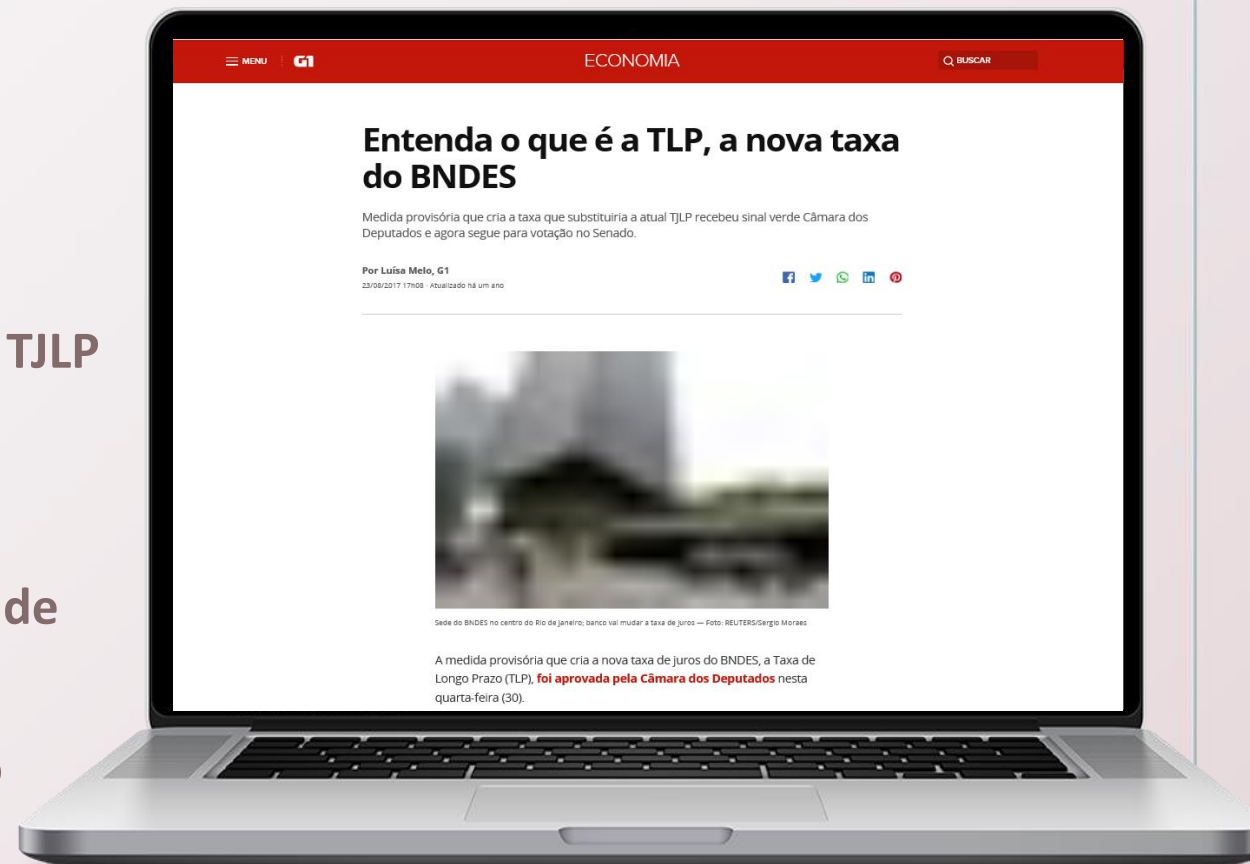 MENU G1 ECONOMIA BUSCAR
Entenda o que é a TLP, a nova taxa
do BNDES
Medida provisória que cria a taxa que substituiria a atual TJLP recebeu sinal verde Câmara dos
Deputados e agora segue para votação no Senado.
Por Luísa Melo, G1
23/08/2017 17h08 · Atualizado há um ano
TJLP
de
Sede do BNDES no centro do Rio de Janeiro; banco vai mudar a taxa de juros — Foto: REUTERS/Sergio Moraes
A medida provisória que cria a nova taxa de juros do BNDES, a Taxa de
Longo Prazo (TLP), foi aprovada pela Câmara dos Deputados nesta
quarta-feira (30).